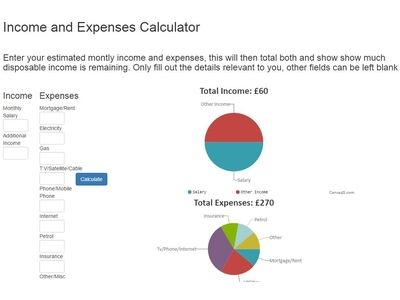 Income and Expenses Calculator
Enter your estimated montly income and expenses, this will then total both and show show much
disposable income is remaining. Only fill out the details relevant to you, other fields can be left blank
Income
Monthly
Salary
Additional
Income
Expenses
Mortgage/Rent
Electricity
Gas
T.V/Satellite/Cable
Phone/Mobile
Phone
Internet
Petrol
Insurance
Other/Misc
Calculate
Total Income: £60
Other Income
Salary
Salary
Other Income
CanvasJS.com
Total Expenses: £270
Insurance
Petrol
Other
Tv/Phone/Internet
Mortgage/Rent